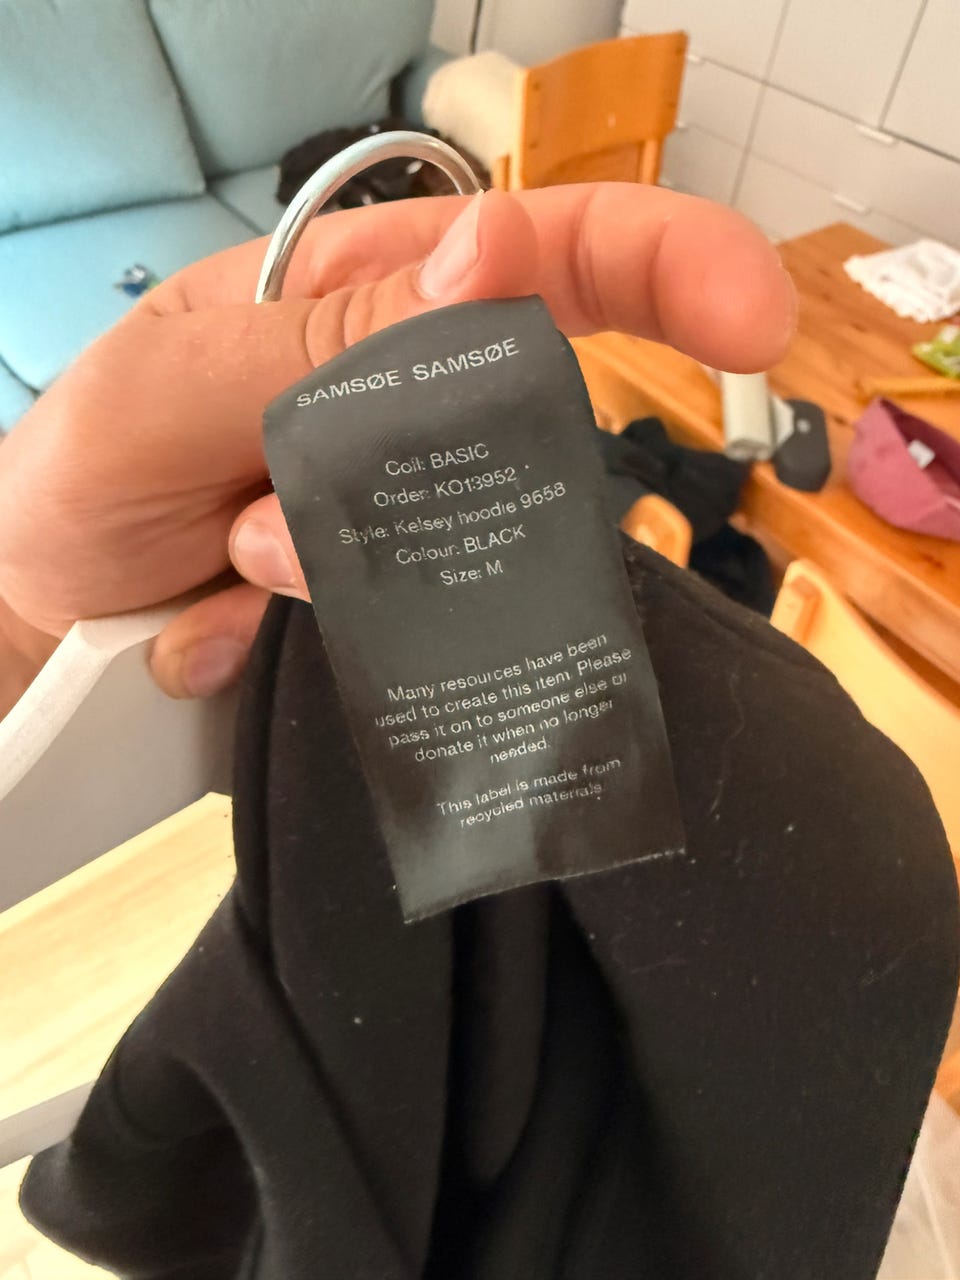 SAMSØE SAMSØE
Coll: BASIC
Order: KO13952
Style: Kelsey hoodie 9658
Colour: BLACK
Size: M
Many resources have been
used to create this item. Please
pass it on to someone else or
donate it when no longer
needed.
This label is made from
recycled materials.